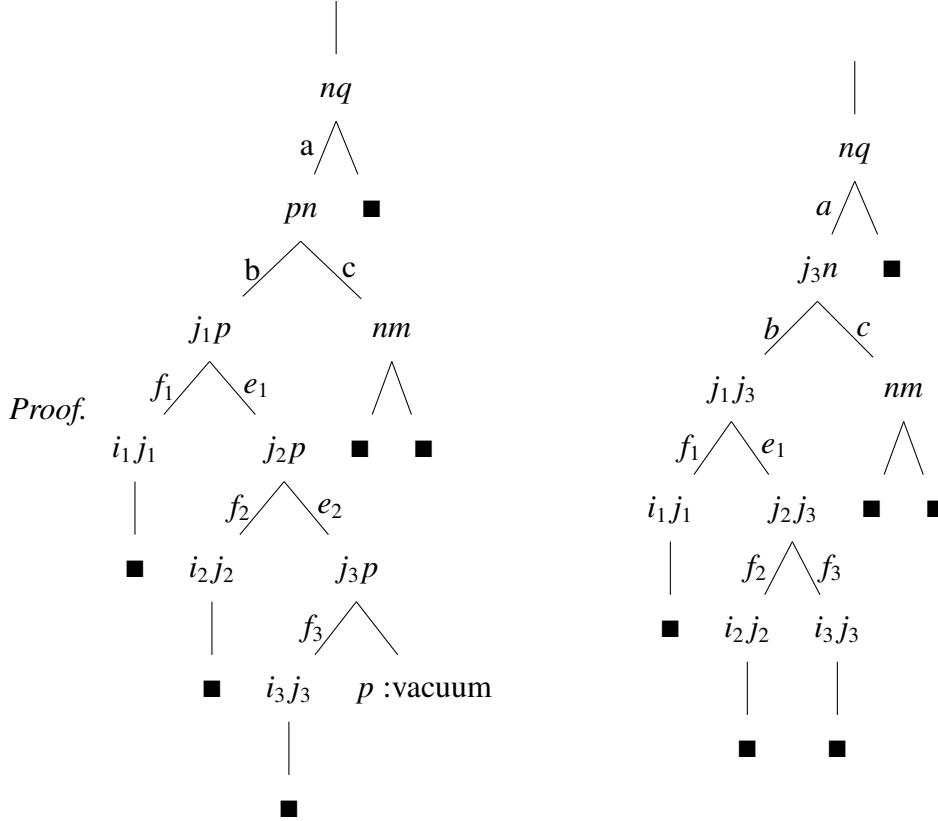 nq
a
pn ■
b c
j₁p nm
Proof. f₁ e₁
i₁j₁ j₂p ■ ■
f₂ e₂
■ i₂j₂ j₃p
f₃
■ i₃j₃ p :vacuum
■
nq
a
j₃n ■
b c
j₁j₃ nm
f₁ e₁
i₁j₁ j₂j₃ ■ ■
f₂ f₃
■ i₂j₂ i₃j₃
■ ■